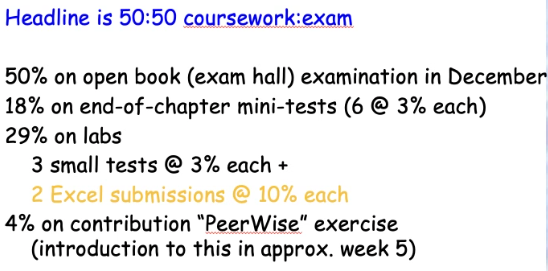 Headline is 50:50 coursework:exam
50% on open book (exam hall) examination in December
18% on end-of-chapter mini-tests (6 @ 3% each)
29% on labs
3 small tests @ 3% each +
2 Excel submissions @ 10% each
4% on contribution “PeerWise” exercise
(introduction to this in approx. week 5)